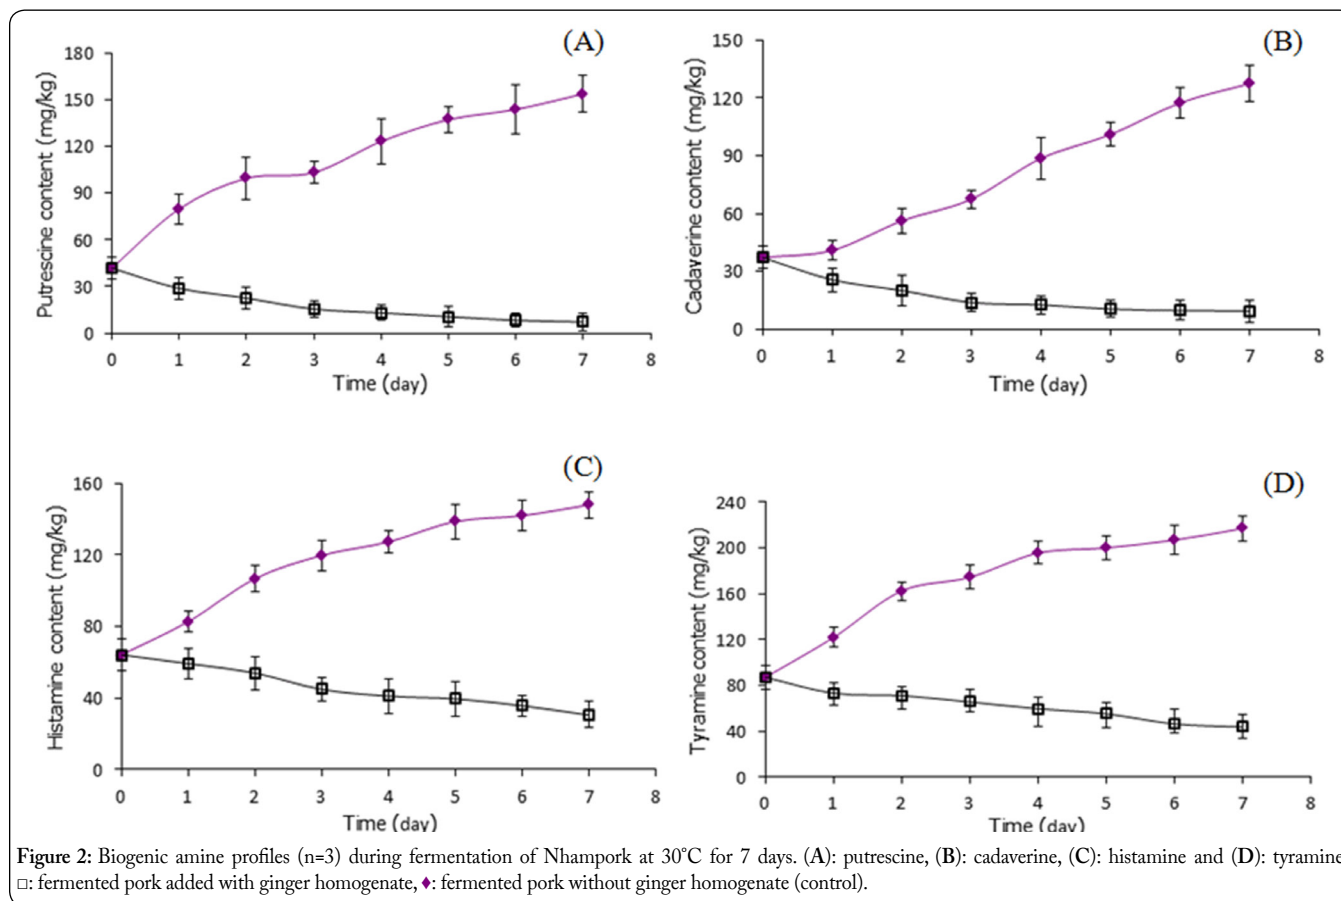 (A)
180
150
120
90
60
30
0
Putrescine content (mg/kg)
0 1 2 3 4 5 6 7 8
Time (day)
(B)
150
120
90
60
30
0
Cadaverine content (mg/kg)
0 1 2 3 4 5 6 7 8
Time (day)
(C)
160
120
80
40
0
Histamine content (mg/kg)
0 1 2 3 4 5 6 7 8
Time (day)
(D)
240
200
160
120
80
40
0
Tyramine content (mg/kg)
0 1 2 3 4 5 6 7 8
Time (day)
Figure 2: Biogenic amine profiles (n=3) during fermentation of Nhampork at 30°C for 7 days. (A): putrescine, (B): cadaverine, (C): histamine and (D): tyramine
□: fermented pork added with ginger homogenate, ♦: fermented pork without ginger homogenate (control).